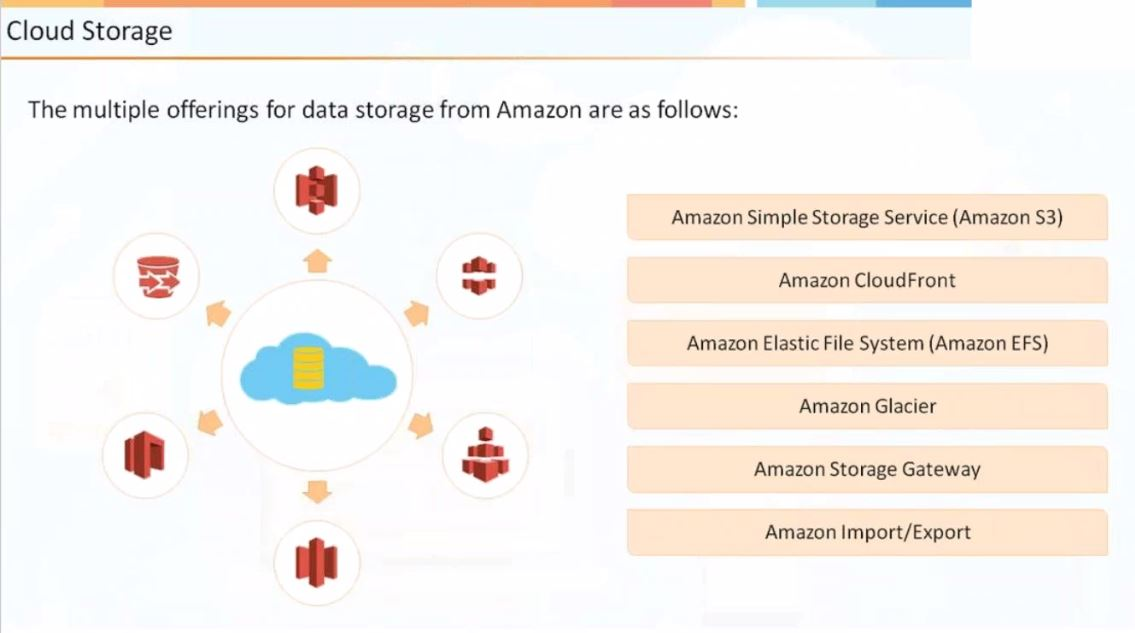 Cloud Storage
The multiple offerings for data storage from Amazon are as follows:
Amazon Simple Storage Service (Amazon S3)
Amazon CloudFront
Amazon Elastic File System (Amazon EFS)
Amazon Glacier
Amazon Storage Gateway
Amazon Import/Export